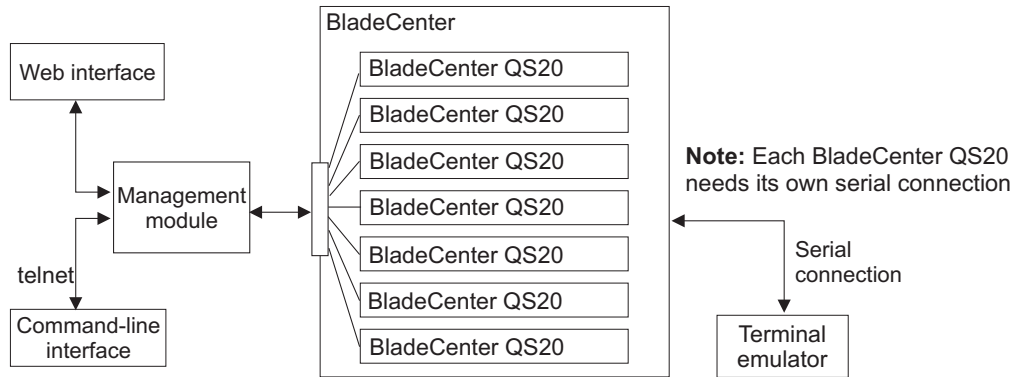 BladeCenter
Web interface
BladeCenter QS20
BladeCenter QS20
BladeCenter QS20
BladeCenter QS20
BladeCenter QS20
BladeCenter QS20
BladeCenter QS20
Management
module
telnet
Command-line
interface
Note: Each BladeCenter QS20
needs its own serial connection
Serial
connection
Terminal
emulator